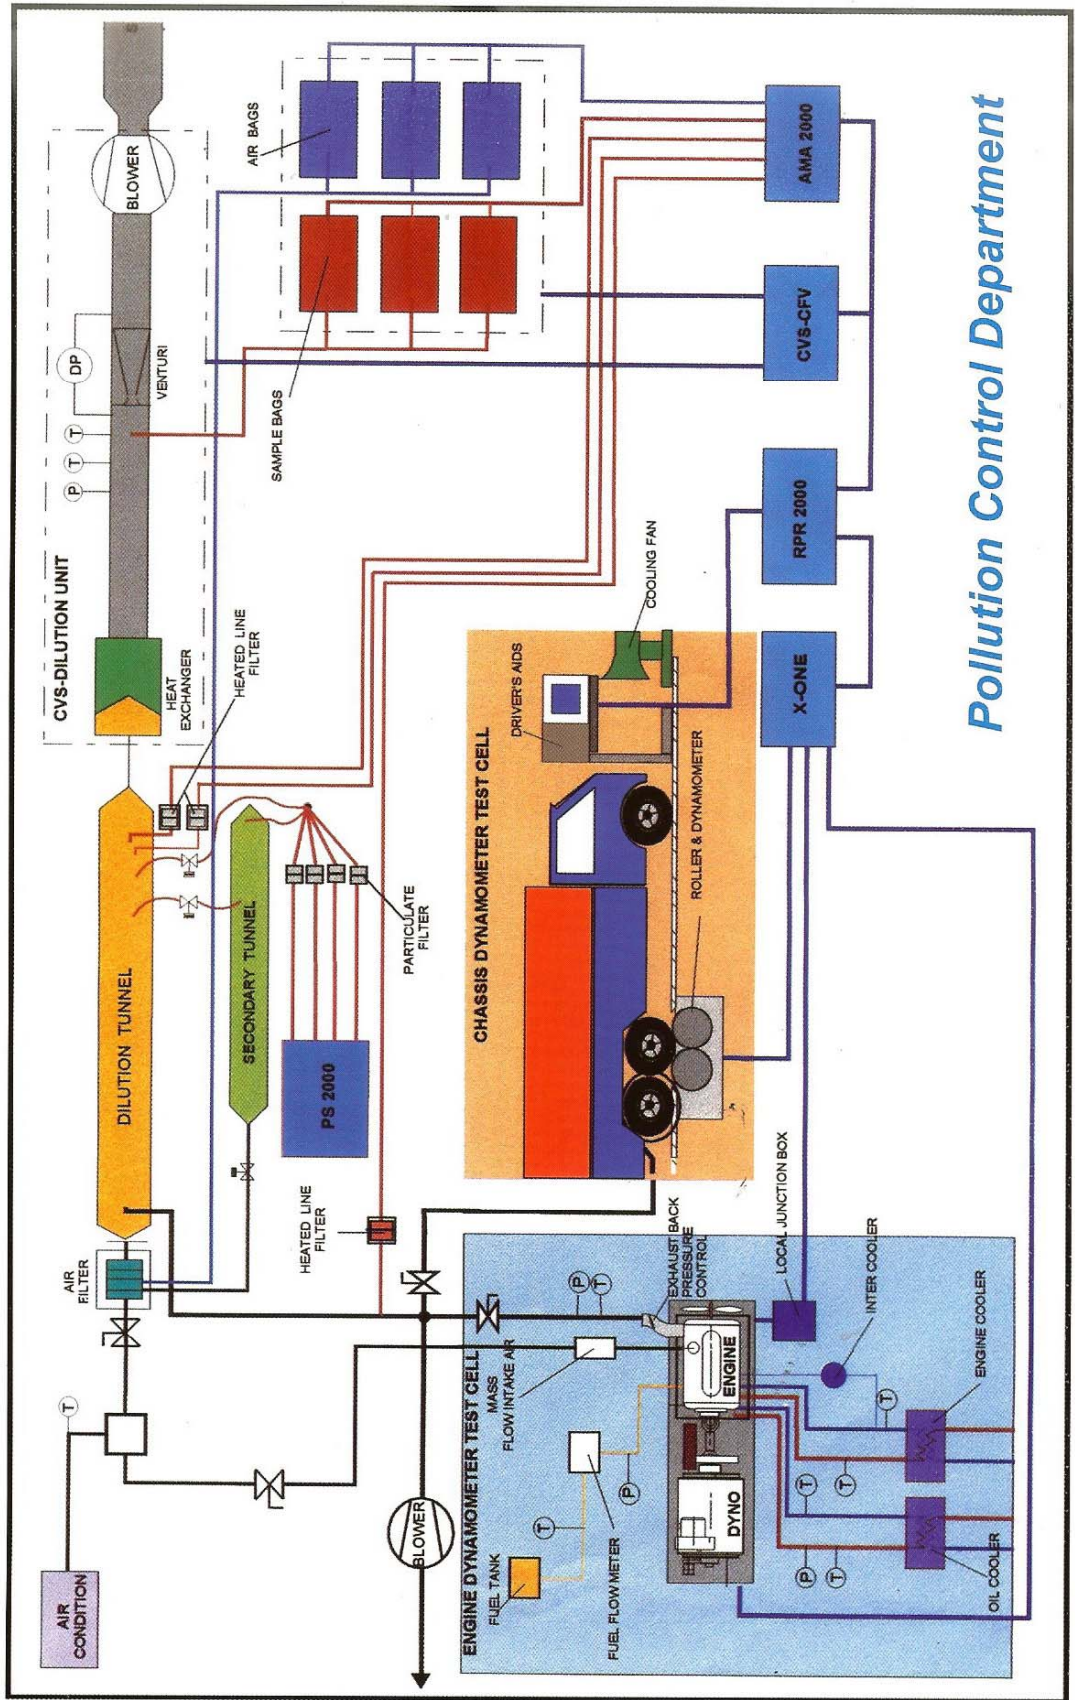 AIR
CONDITION
T
CVS-DILUTION UNIT
P
T
T
DP
BLOWER
AIR
FILTER
DILUTION TUNNEL
HEAT
EXCHANGER
VENTURI
HEATED LINE
FILTER
SECONDARY TUNNEL
AIR BAGS
SAMPLE BAGS
HEATED LINE
FILTER
PS 2000
PARTICULATE
FILTER
BLOWER
ENGINE DYNAMOMETER TEST CELL
FUEL TANK
MASS
FLOW INTAKE AIR
T
P
T
FUEL FLOW METER
P
EXHAUST BACK
PRESSURE
CONTROL
DYNO
ENGINE
LOCAL JUNCTION BOX
INTER COOLER
P
T
T
T
T
OIL COOLER
ENGINE COOLER
CHASSIS DYNAMOMETER TEST CELL
DRIVER'S AIDS
COOLING FAN
ROLLER & DYNAMOMETER
X-ONE
RPR 2000
CVS-CFV
AMA 2000
Pollution Control Department